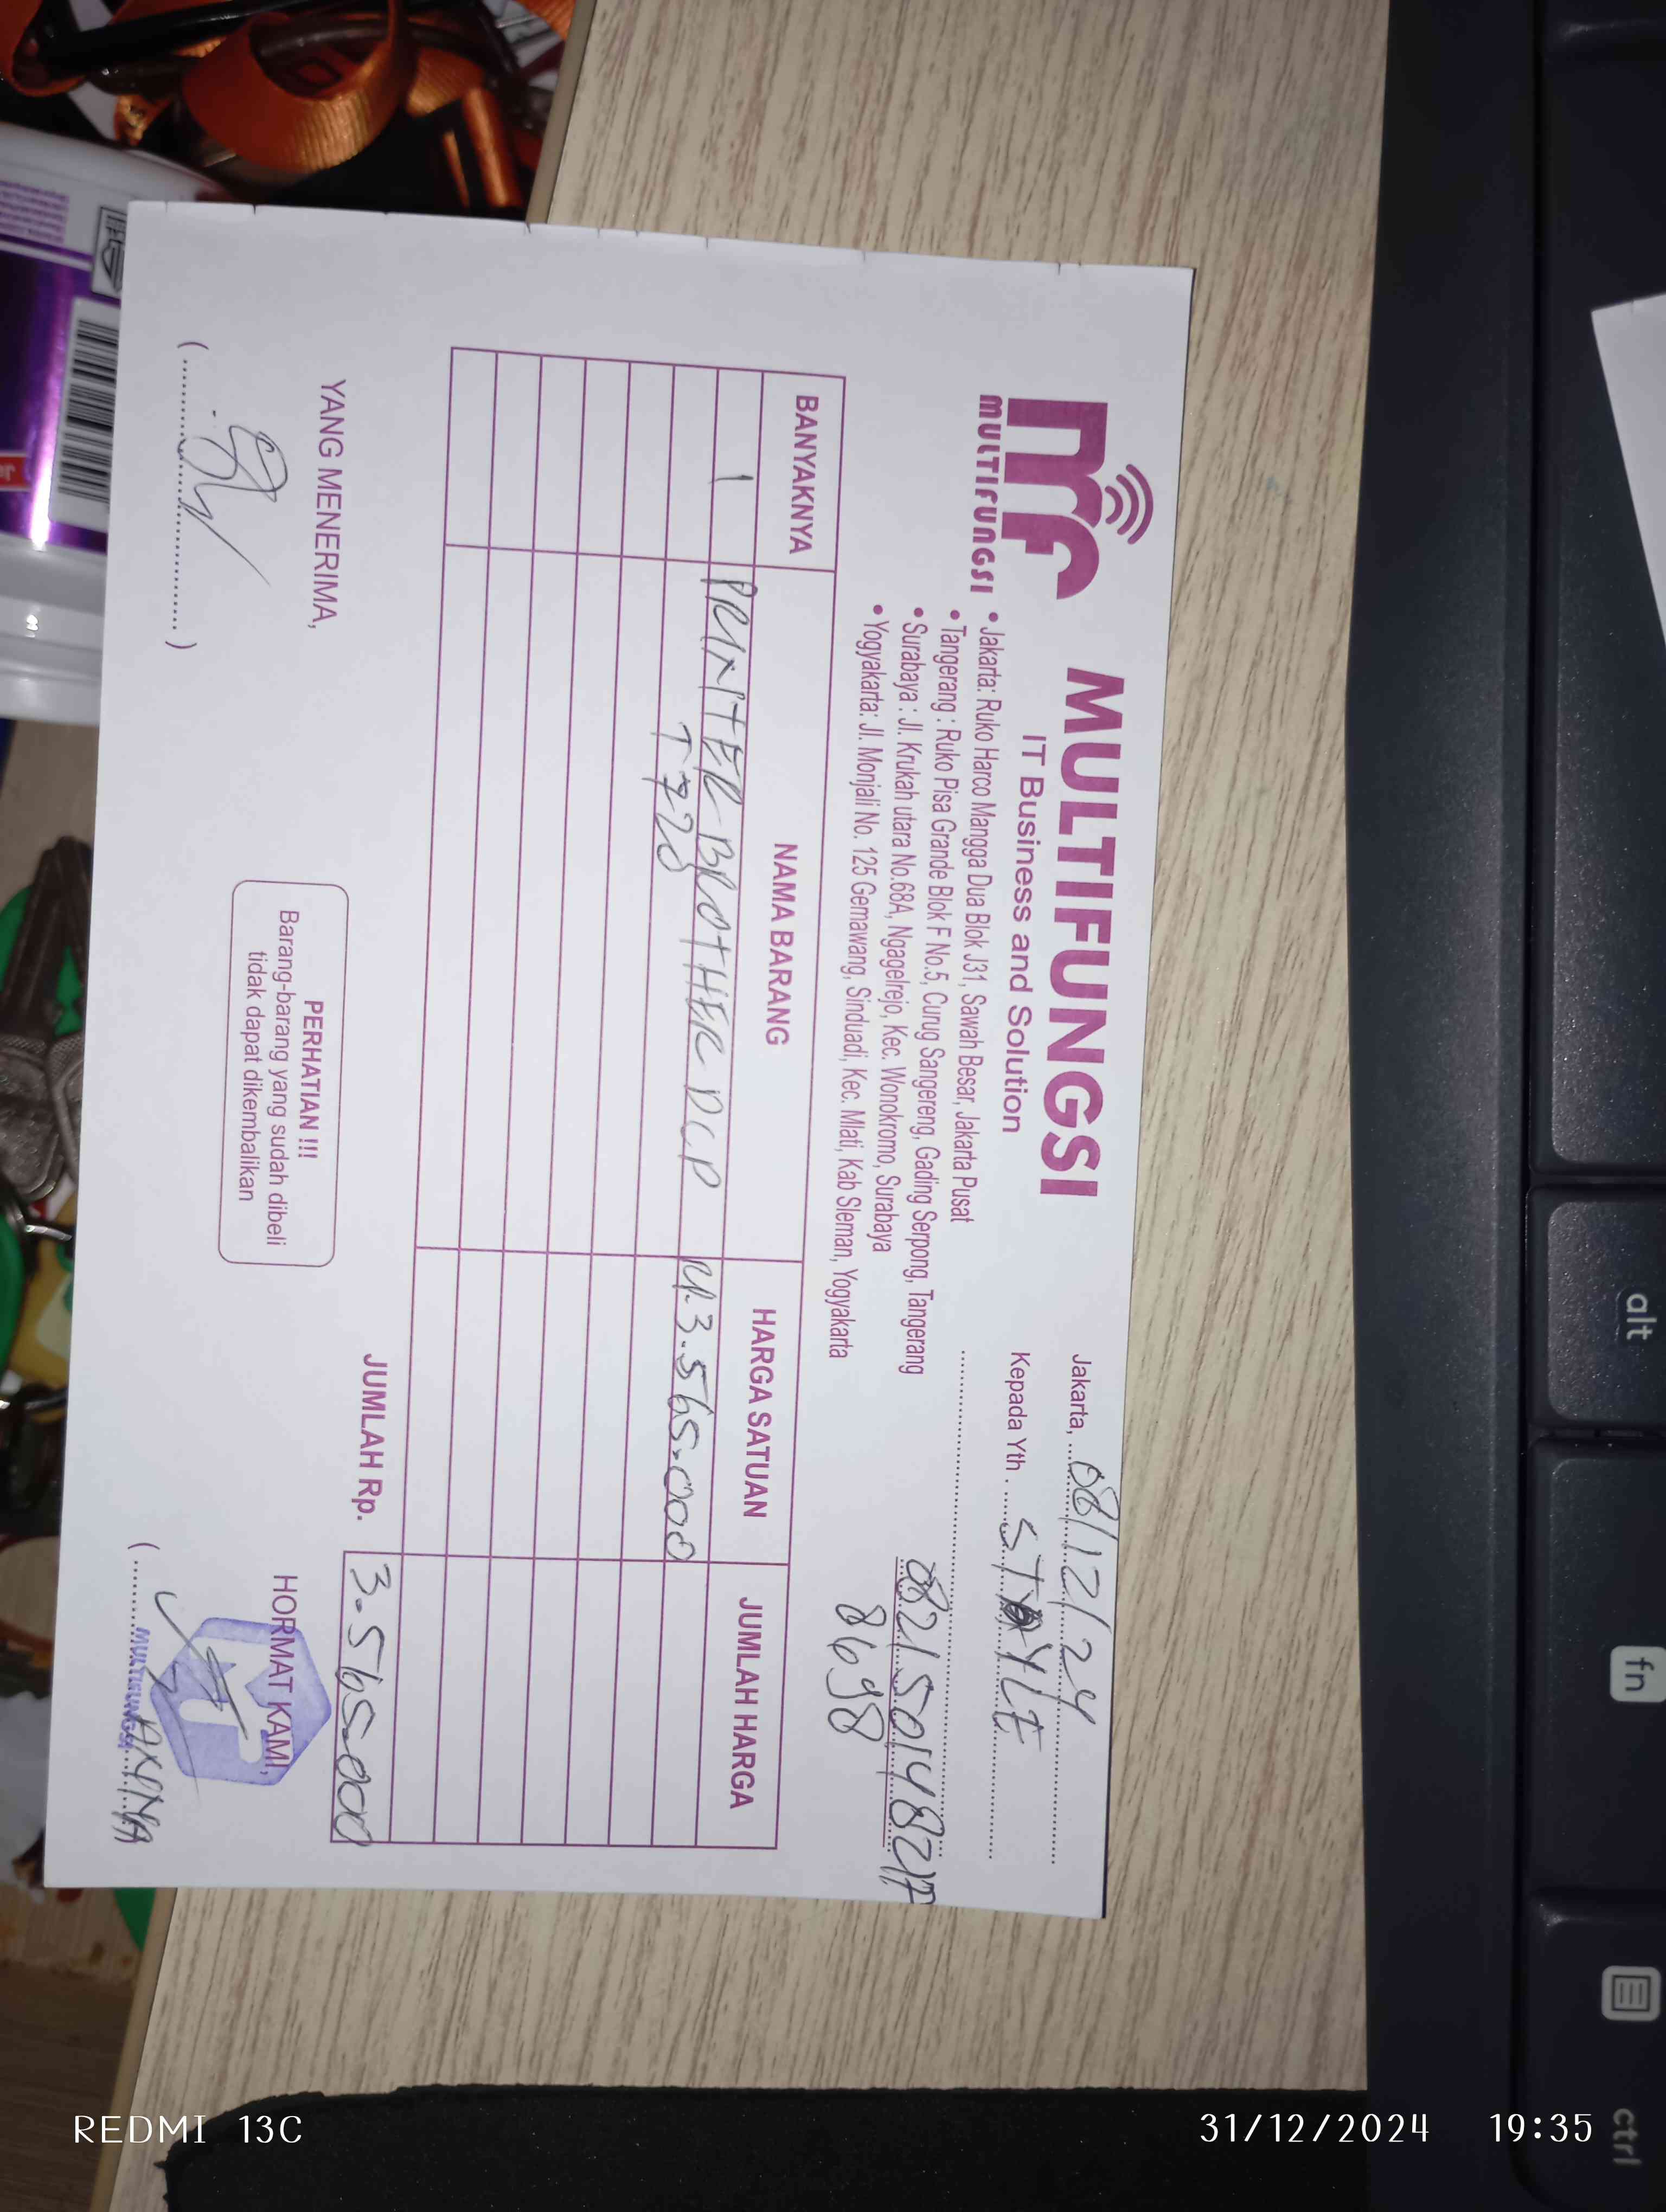 mf
MULTIFUNGSI
MULTIFUNGSI
IT Business and Solution
• Jakarta: Ruko Harco Mangga Dua Blok J31, Sawah Besar, Jakarta Pusat
• Tangerang : Ruko Pisa Grande Blok F No.5, Curug Sangereng, Gading Serpong, Tangerang
• Surabaya : Jl. Krukah utara No.68A, Ngagelrejo, Kec. Wonokromo, Surabaya
• Yogyakarta: Jl. Monjali No. 125 Gemawang, Sinduadi, Kec. Mlati, Kab Sleman, Yogyakarta
Jakarta, 08/12/24
Kepada Yth.
8698
BANYAKNYA NAMA BARANG HARGA SATUAN JUMLAH HARGA
1 PRINTER BROTHER DCP 3.565.000
T720
JUMLAH Rp. 3.565.000
YANG MENERIMA,
PERHATIAN !!!
Barang-barang yang sudah dibeli
tidak dapat dikembalikan
HORMAT KAMI,
MULTIFUNGSI
alt
fn
ctrl
REDMI 13C
31/12/2024 19:35